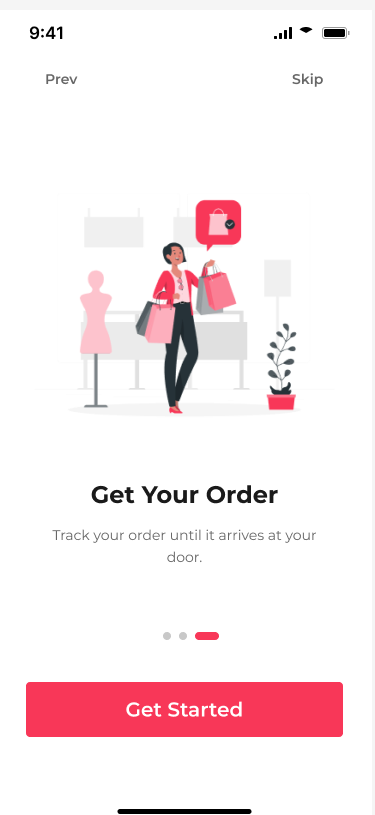 9:41
Prev
Skip
Get Your Order
Track your order until it arrives at your
door.
Get Started